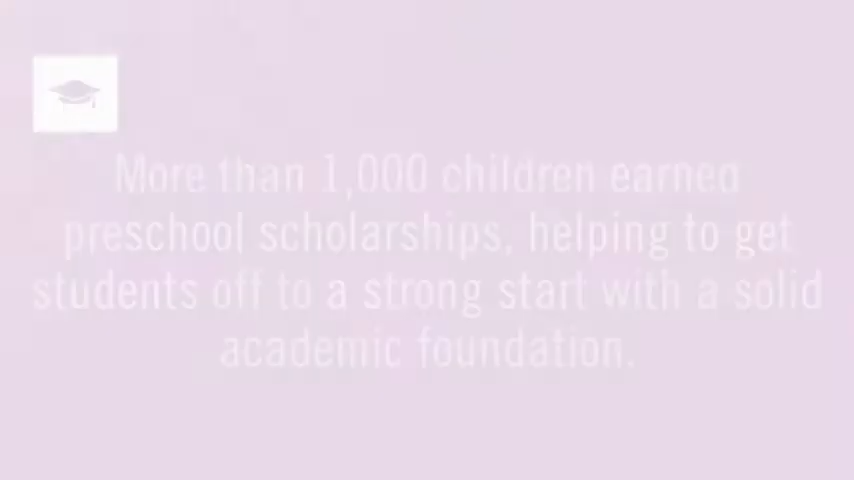 More than 1,000 children earned
preschool scholarships, helping to get
students off to a strong start with a solid
academic foundation.